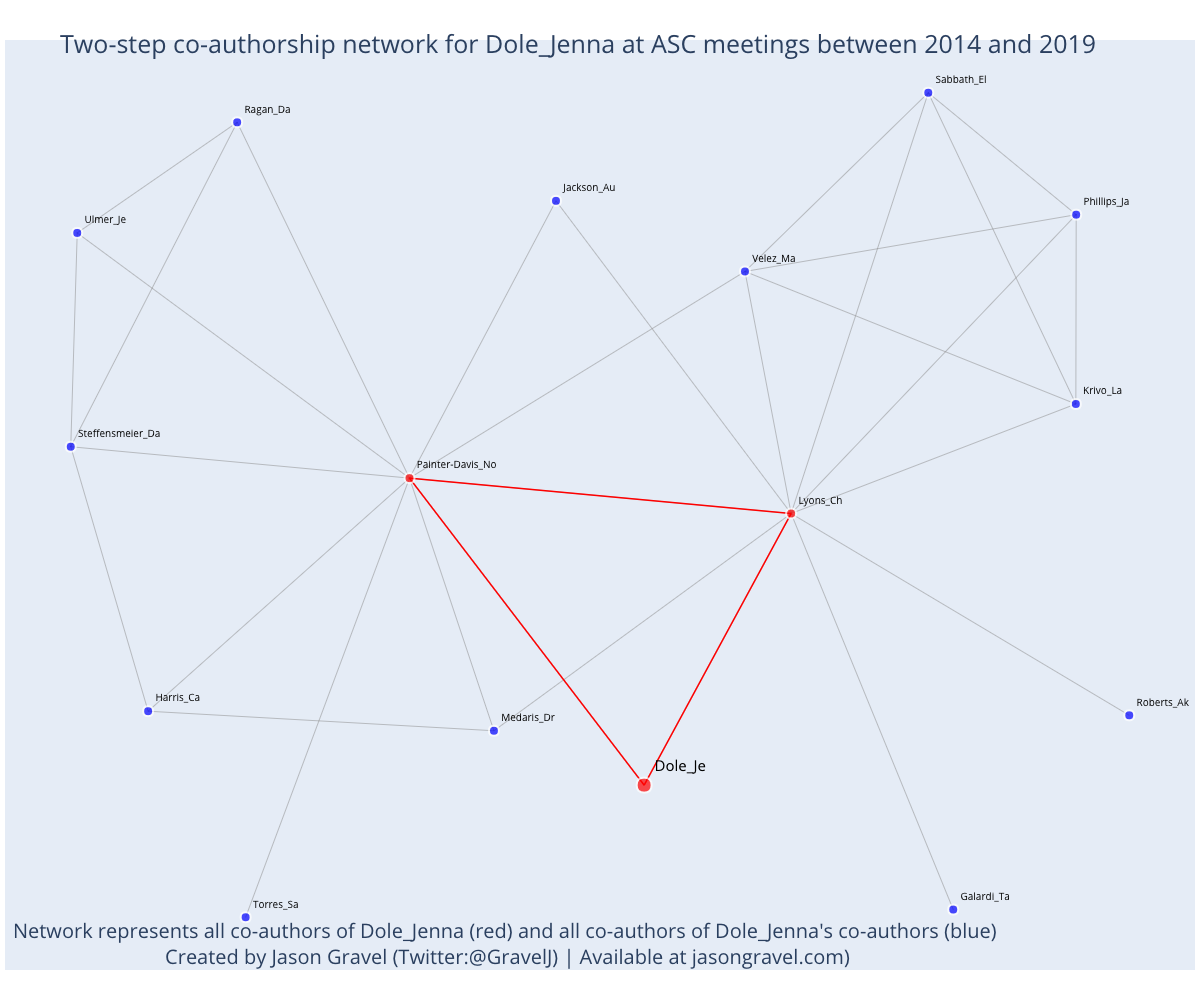 Two-step co-authorship network for Dole_Jenna at ASC meetings between 2014 and 2019
Sabbath_El
Ragan_Da
Jackson_Au
Phillips_Ja
Ulmer_Je
Velez_Ma
Krivo_La
Steffensmeier_Da
Painter-Davis_No
Lyons_Ch
Harris_Ca
Roberts_Ak
Medaris_Dr
Dole_Je
Galardi_Ta
Torres_Sa
Network represents all co-authors of Dole_Jenna (red) and all co-authors of Dole_Jenna's co-authors (blue)
Created by Jason Gravel (Twitter:@GravelJ) | Available at jasongravel.com)